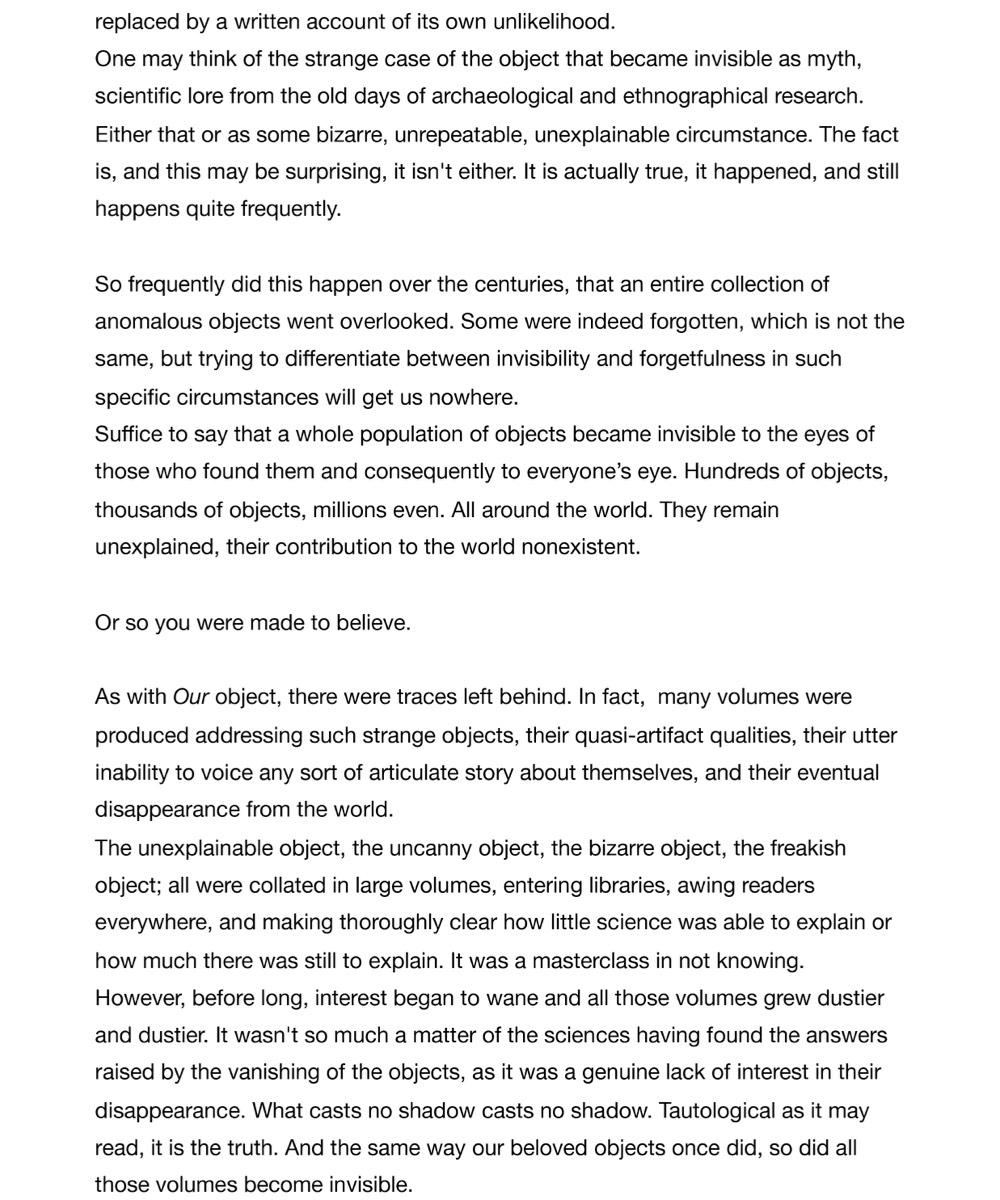 replaced by a written account of its own unlikelihood.
One may think of the strange case of the object that became invisible as myth,
scientific lore from the old days of archaeological and ethnographical research.
Either that or as some bizarre, unrepeatable, unexplainable circumstance. The fact
is, and this may be surprising, it isn't either. It is actually true, it happened, and still
happens quite frequently.

So frequently did this happen over the centuries, that an entire collection of
anomalous objects went overlooked. Some were indeed forgotten, which is not the
same, but trying to differentiate between invisibility and forgetfulness in such
specific circumstances will get us nowhere.
Suffice to say that a whole population of objects became invisible to the eyes of
those who found them and consequently to everyone’s eye. Hundreds of objects,
thousands of objects, millions even. All around the world. They remain
unexplained, their contribution to the world nonexistent.

Or so you were made to believe.

As with Our object, there were traces left behind. In fact,  many volumes were
produced addressing such strange objects, their quasi-artifact qualities, their utter
inability to voice any sort of articulate story about themselves, and their eventual
disappearance from the world.
The unexplainable object, the uncanny object, the bizarre object, the freakish
object; all were collated in large volumes, entering libraries, awing readers
everywhere, and making thoroughly clear how little science was able to explain or
how much there was still to explain. It was a masterclass in not knowing.
However, before long, interest began to wane and all those volumes grew dustier
and dustier. It wasn't so much a matter of the sciences having found the answers
raised by the vanishing of the objects, as it was a genuine lack of interest in their
disappearance. What casts no shadow casts no shadow. Tautological as it may
read, it is the truth. And the same way our beloved objects once did, so did all
those volumes become invisible.